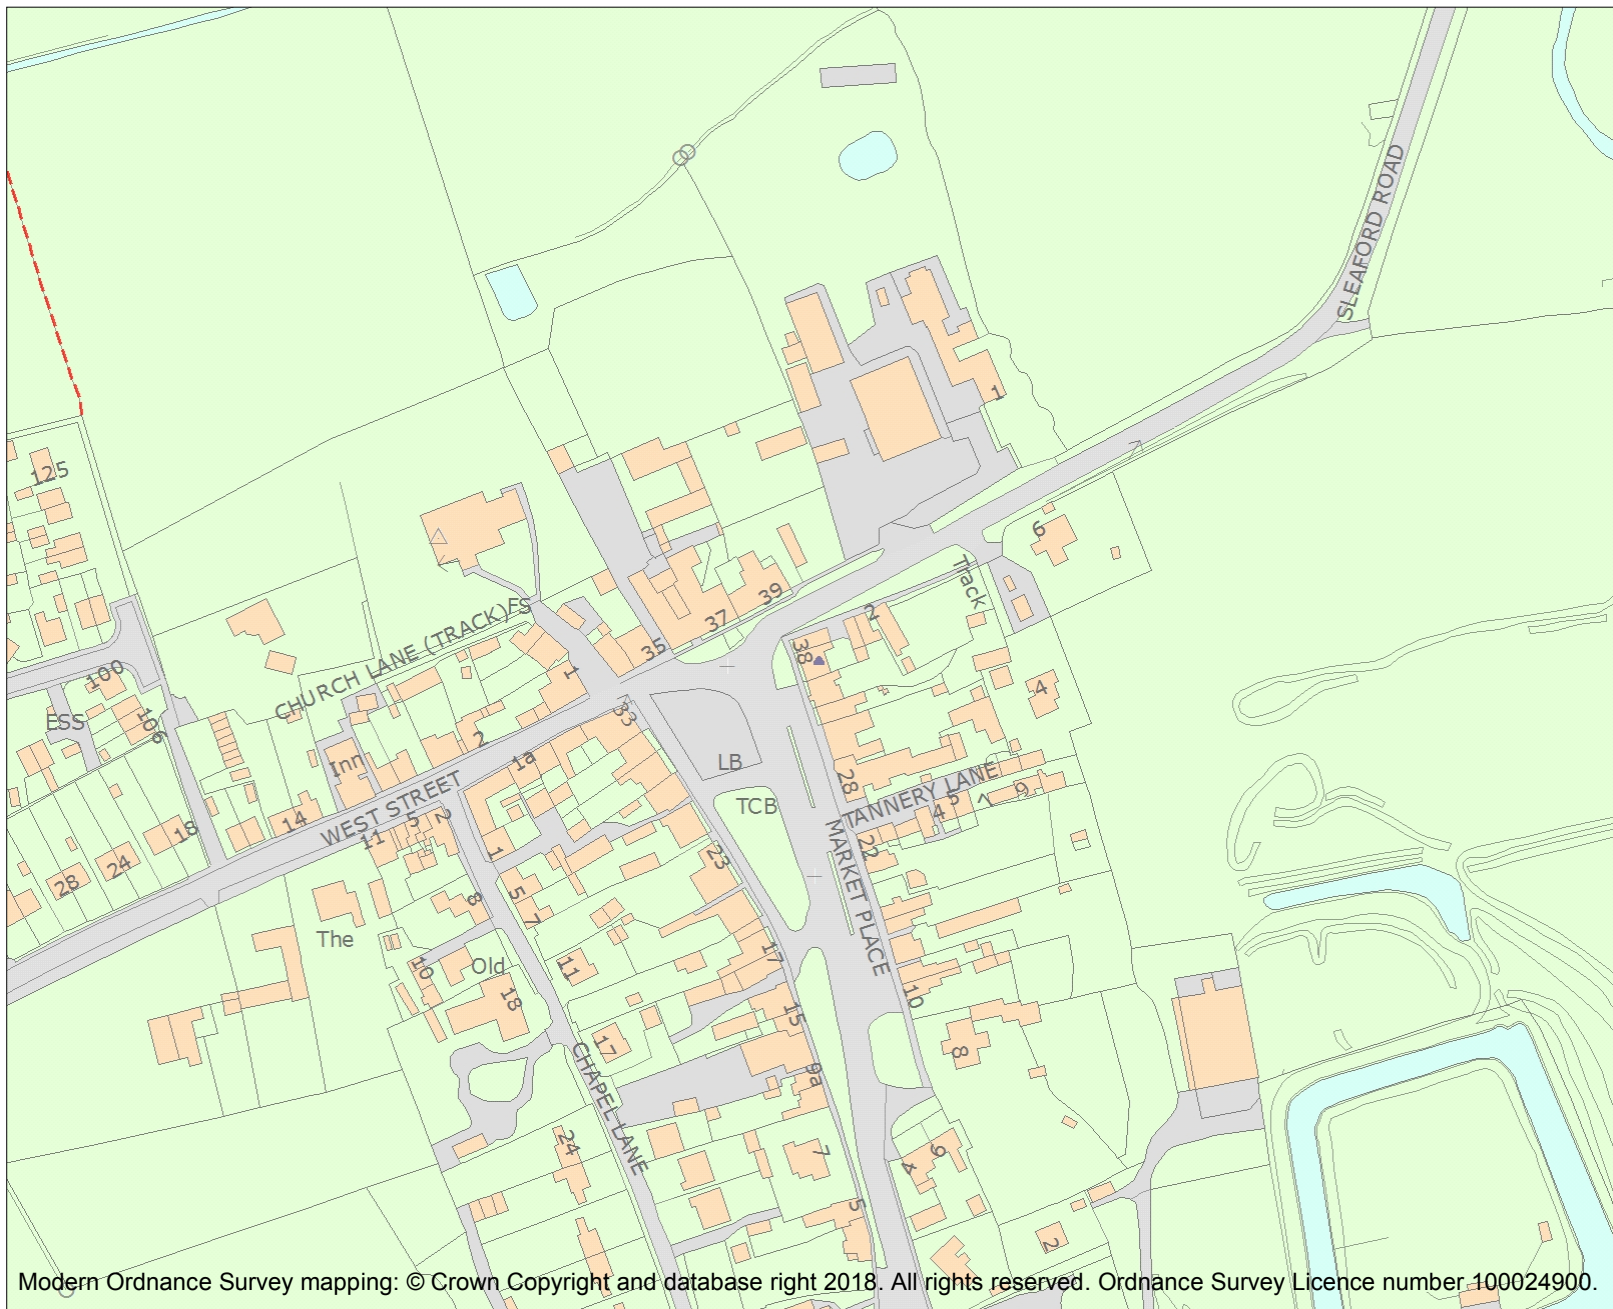 SLEAFORD ROAD
1
125
6
Track
FS
CHURCH LANE (TRACK)
2
39
37
35
38
1
100
4
ESS
106
33
2
Inn
1a
LB
28
TANNERY LANE
TCB
5
7
9
4
WEST STREET
14
18
11
5
2
22
MARKET PLACE
1
23
24
28
5
8
7
The
17
10
Old
11
18
10
15
17
8
9a
CHAPEL LANE
24
7
6
4
5
2
Modern Ordnance Survey mapping: © Crown Copyright and database right 2018. All rights reserved. Ordnance Survey Licence number 100024900.